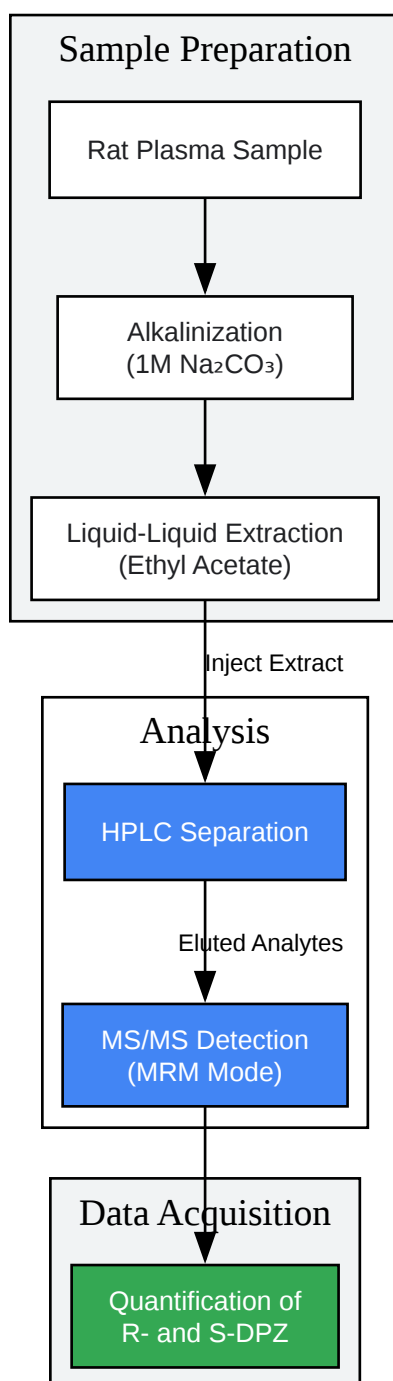 Sample Preparation
Rat Plasma Sample
Alkalinization
(1M Na₂CO₃)
Liquid-Liquid Extraction
(Ethyl Acetate)
Inject Extract
Analysis
HPLC Separation
Eluted Analytes
MS/MS Detection
(MRM Mode)
Data Acquisition
Quantification of
R- and S-DPZ